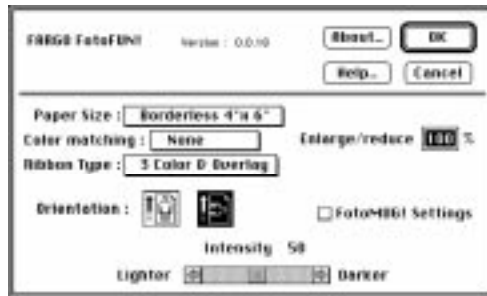 FARGO FotoFUN! Version : 0.0.10 About... OK
Help... Cancel
Paper Size : Borderless 4"x 6"
Color matching : None Enlarge/reduce 100 %
Ribbon Type : 3 Color & Overlay
Orientation : FotoMUG! Settings
Intensity 50
Lighter Darker